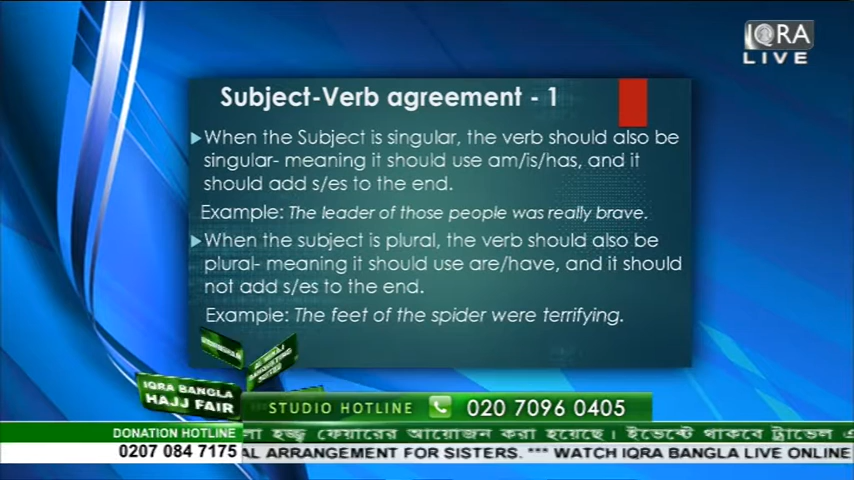 IQRA
LIVE
Subject-Verb agreement - 1
When the Subject is singular, the verb should also be
singular- meaning it should use am/is/has, and it
should add s/es to the end.
Example: The leader of those people was really brave.
When the subject is plural, the verb should also be
plural- meaning it should use are/have, and it should
not add s/es to the end.
Example: The feet of the spider were terrifying.
IQRA BANGLA
HAJJ FAIR
STUDIO HOTLINE 020 7096 0405
DONATION HOTLINE
0207 084 7175
লা হজ্ব ফেয়ারের আয়োজন করা হয়েছে। ইভেন্টে থাকবে ট্রাভেল এ
AL ARRANGEMENT FOR SISTERS. *** WATCH IQRA BANGLA LIVE ONLINE